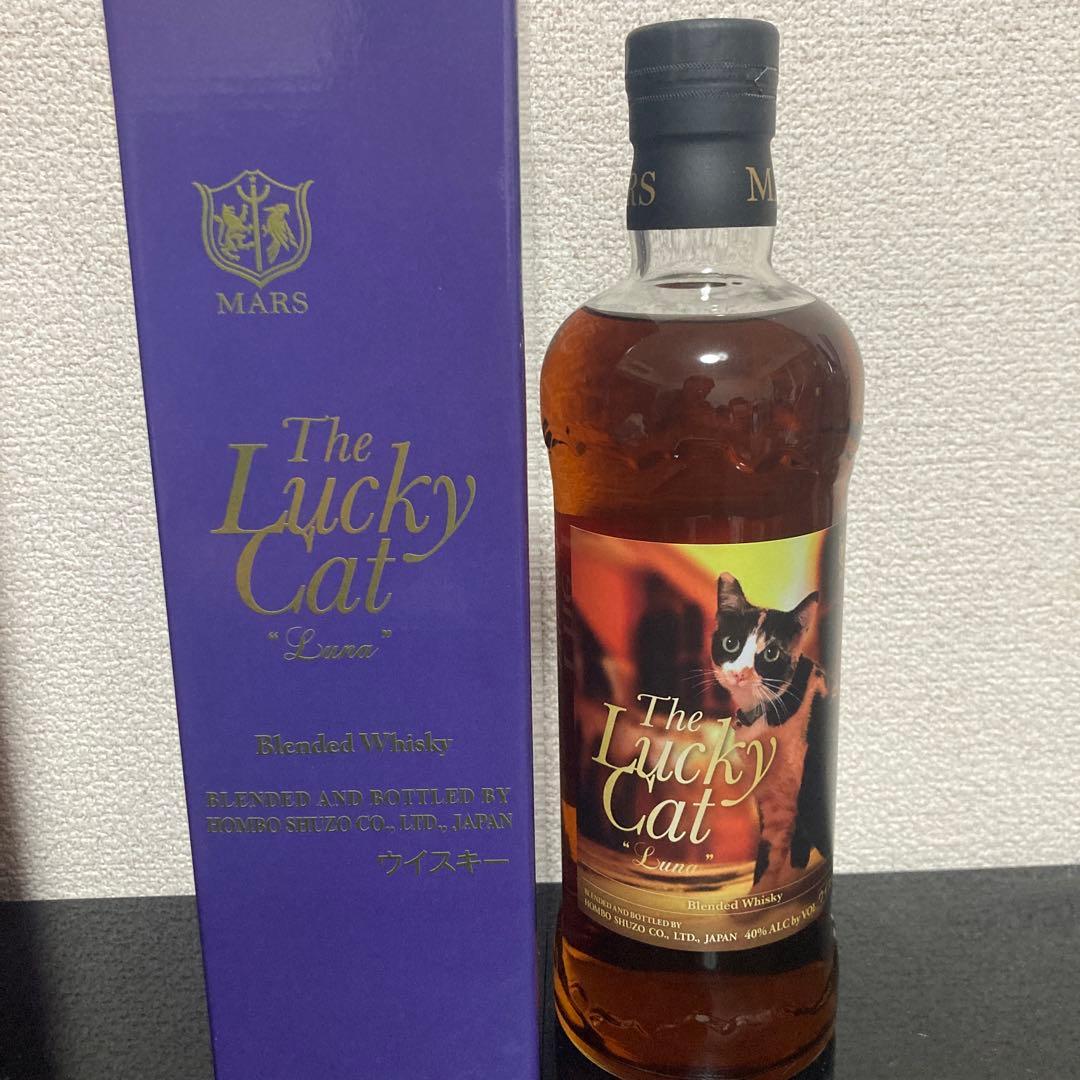 MARS
The
Lucky
Cat
"Luna"
Blended Whisky
BLENDED AND BOTTLED BY
HOMBO SHUZO CO., LTD., JAPAN
ウイスキー
RS M
The
Lucky
Cat
"Luna"
Blended Whisky
BLENDED AND BOTTLED BY
HOMBO SHUZO CO., LTD., JAPAN 40% ALC by VOL.